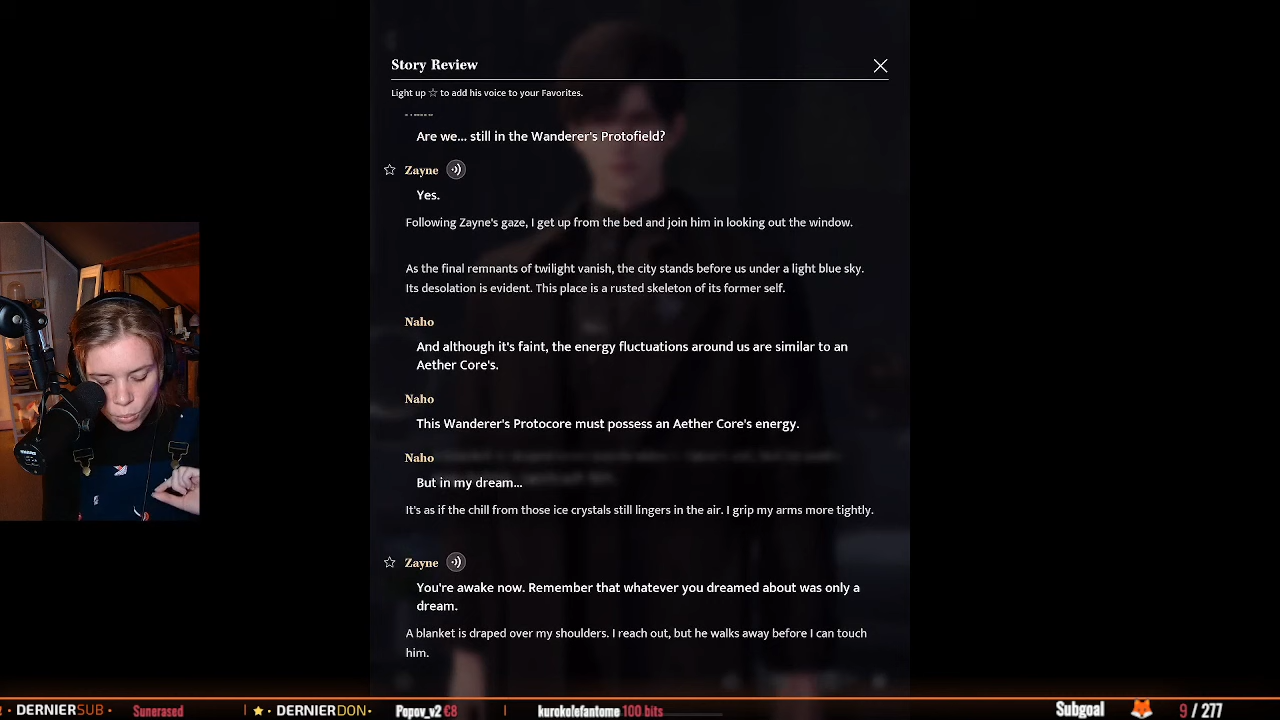 Story Review
Light up ☆ to add his voice to your Favorites.
Are we... still in the Wanderer's Protofield?
Zayne
Yes.
Following Zayne's gaze, I get up from the bed and join him in looking out the window.
As the final remnants of twilight vanish, the city stands before us under a light blue sky.
Its desolation is evident. This place is a rusted skeleton of its former self.
Naho
And although it's faint, the energy fluctuations around us are similar to an
Aether Core's.
Naho
This Wanderer's Protocore must possess an Aether Core's energy.
Naho
But in my dream...
It's as if the chill from those ice crystals still lingers in the air. I grip my arms more tightly.
Zayne
You're awake now. Remember that whatever you dreamed about was only a
dream.
A blanket is draped over my shoulders. I reach out, but he walks away before I can touch
him.
• DERNIERSUB • Sunerased | ★ • DERNIERDON • Popov_v2 €8 | kurokolefantome 100 bits Subgoal 9 / 277